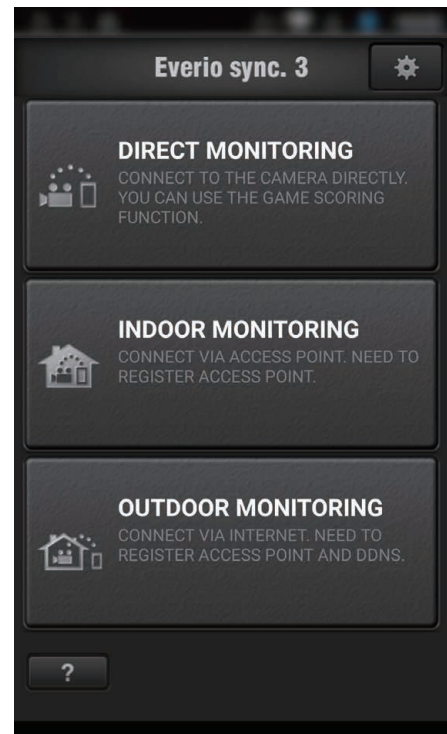 Everio sync. 3
DIRECT MONITORING
CONNECT TO THE CAMERA DIRECTLY.
YOU CAN USE THE GAME SCORING
FUNCTION.
INDOOR MONITORING
CONNECT VIA ACCESS POINT. NEED TO
REGISTER ACCESS POINT.
OUTDOOR MONITORING
CONNECT VIA INTERNET. NEED TO
REGISTER ACCESS POINT AND DDNS.
?